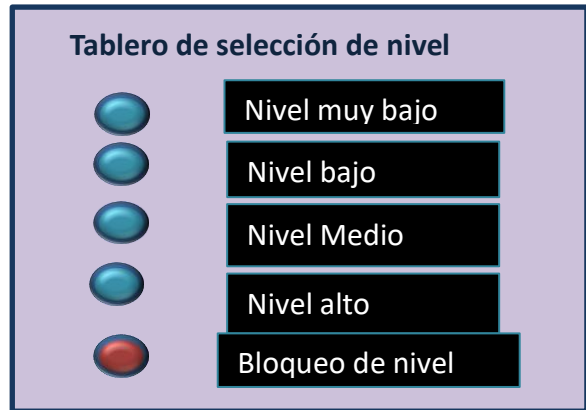 Tablero de selección de nivel
Nivel muy bajo
Nivel bajo
Nivel Medio
Nivel alto
Bloqueo de nivel